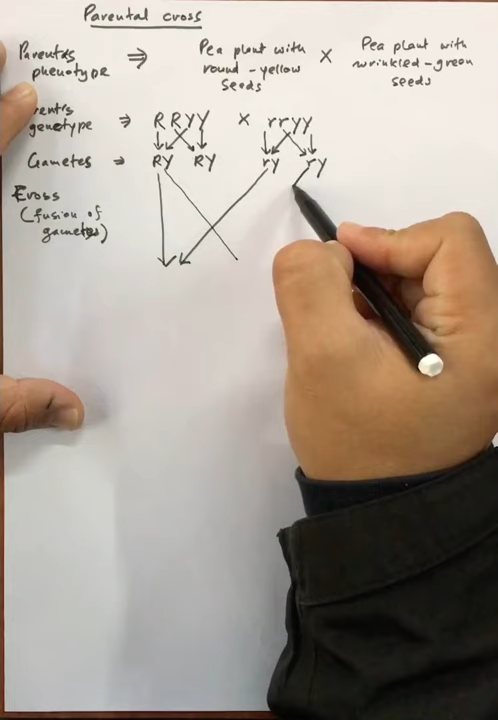 Parental cross
Parents phenotype ⇒ Pea plant with round-yellow seeds × Pea plant with wrinkled-green seeds
genotype ⇒ RRYY × rryy
Gametes ⇒ RY RY ry ry
Cross
(fusion of
gametes)